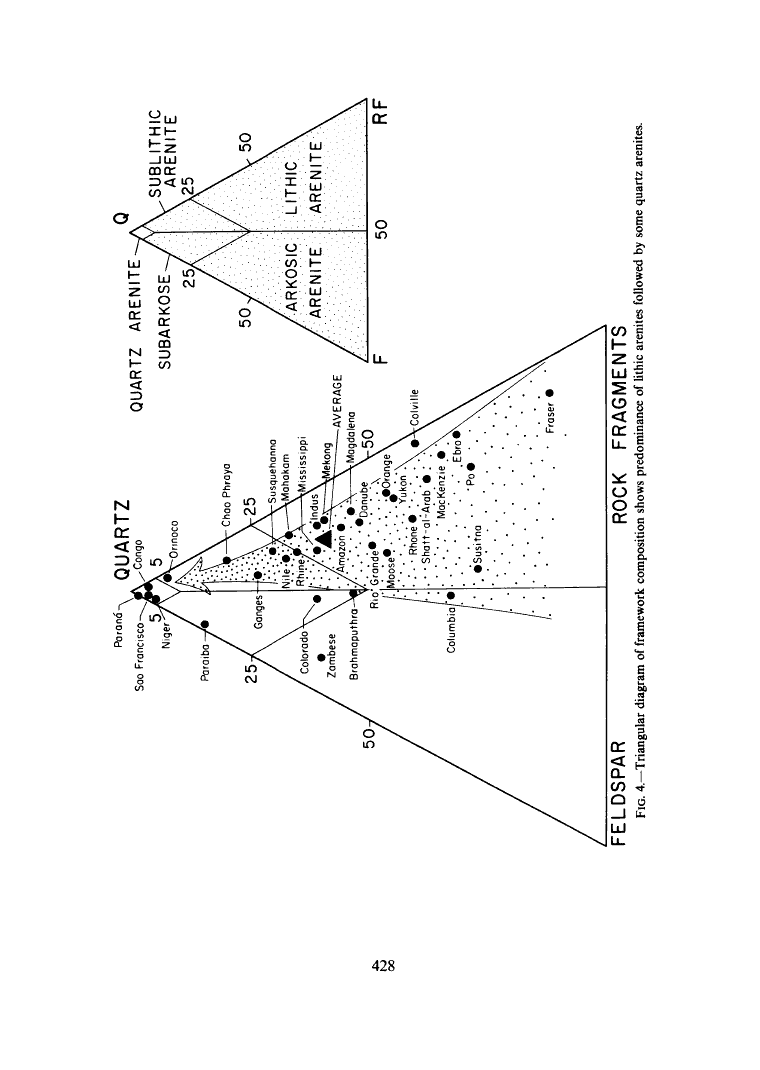 QUARTZ
Paraná
Congo
Sao Francisco
5
5
Orinoco
Niger
Chao Phraya
Paraiba
Ganges
25
25
Susquehanna
Mahakam
Mississippi
Nile
Rhine
Indus
Mekong
AVERAGE
Colorado
Zambese
Amazon
Magdalena
Brahmaputhra
Danube
50
50
Rio Grande
Moose
Orange
Yukon
Colville
Rhone
Shatt-al-Arab
MacKenzie
Ebro
Po
Columbia
Susitna
Fraser
FELDSPAR
ROCK FRAGMENTS
Q
QUARTZ ARENITE
SUBLITHIC
ARENITE
SUBARKOSE
25
25
50
50
ARKOSIC
ARENITE
LITHIC
ARENITE
F
50
RF
FIG. 4.—Triangular diagram of framework composition shows predominance of lithic arenites followed by some quartz arenites.
428